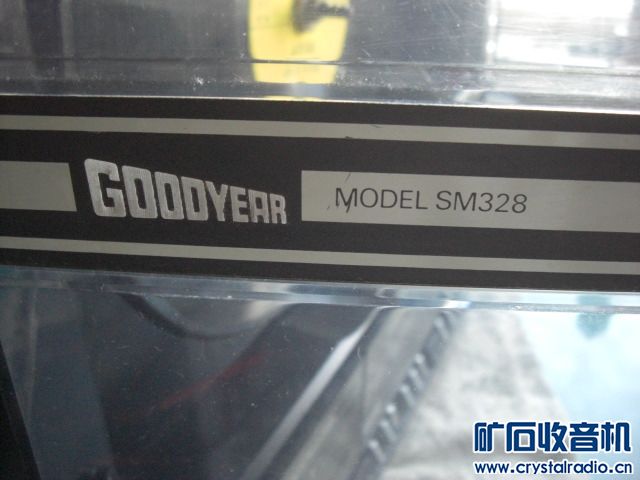 GOODYEAR MODEL SM328
矿石收音机
www.crystalradio.cn